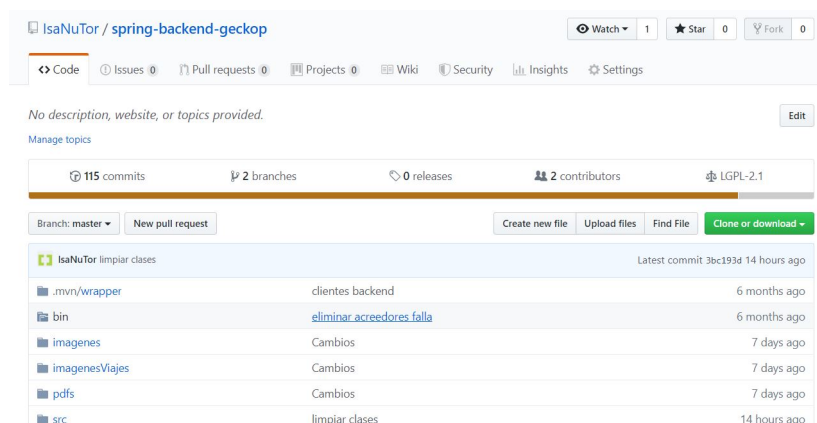 IsaNuTor / spring-backend-geckop
Watch 1 Star 0 Fork 0
Code Issues 0 Pull requests 0 Projects 0 Wiki Security Insights Settings
No description, website, or topics provided. Edit
Manage topics
115 commits 2 branches 0 releases 2 contributors LGPL-2.1
Branch: master New pull request Create new file Upload files Find File Clone or download
IsaNuTor limpiar clases Latest commit 3bc193d 14 hours ago
.mvn/wrapper clientes backend 6 months ago
bin eliminar acreedores falla 6 months ago
imagenes Cambios 7 days ago
imagenesViajes Cambios 7 days ago
pdfs Cambios 7 days ago
src limpiar clases 14 hours ago